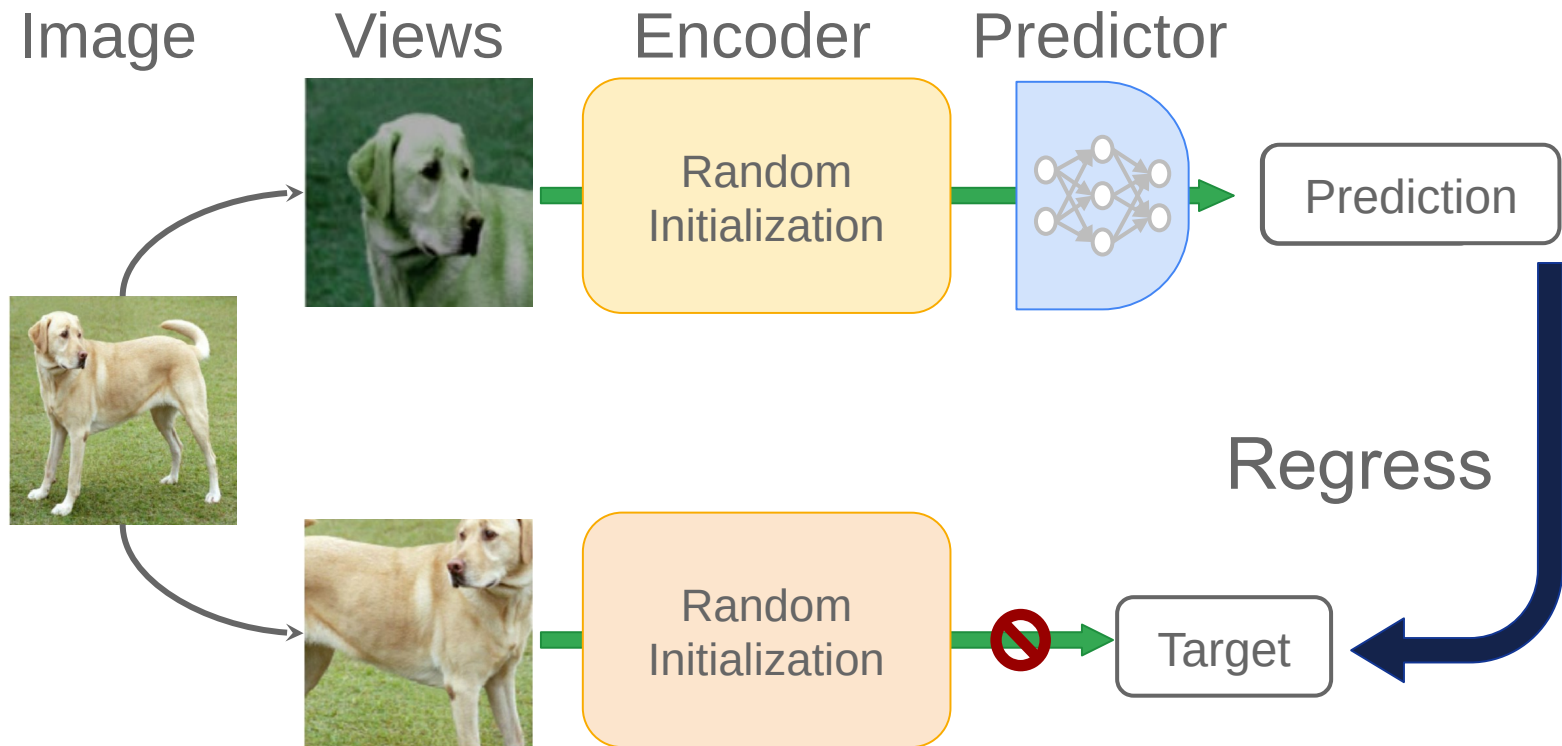 Image Views Encoder Predictor
Random
Initialization
Prediction
Regress
Random
Initialization
Target